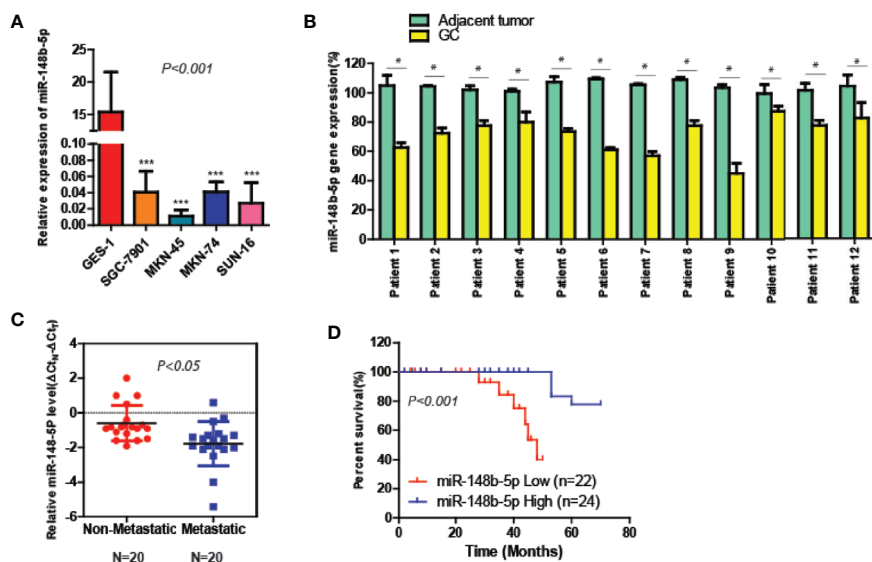 A
Relative expression of miR-148b-5p
25
20
15
10
5
0.10
0.08
0.06
0.04
0.02
0.00
P<0.001
***
***
***
***
GES-1
SGC-7901
MKN-45
MKN-74
SUN-16
B
Adjacent tumor
GC
miR-148b-5p gene expression(%)
120
100
80
60
40
20
0
* * * * * * * * * * * *
Patient 1
Patient 2
Patient 3
Patient 4
Patient 5
Patient 6
Patient 7
Patient 8
Patient 9
Patient 10
Patient 11
Patient 12
C
Relative miR-148-5P level(ΔCtN-ΔCtT)
4
2
0
-2
-4
-6
P<0.05
Non-Metastatic Metastatic
N=20 N=20
D
Percent survival(%)
120
100
80
60
40
20
0
P<0.001
miR-148b-5p Low (n=22)
miR-148b-5p High (n=24)
0 20 40 60 80
Time (Months)